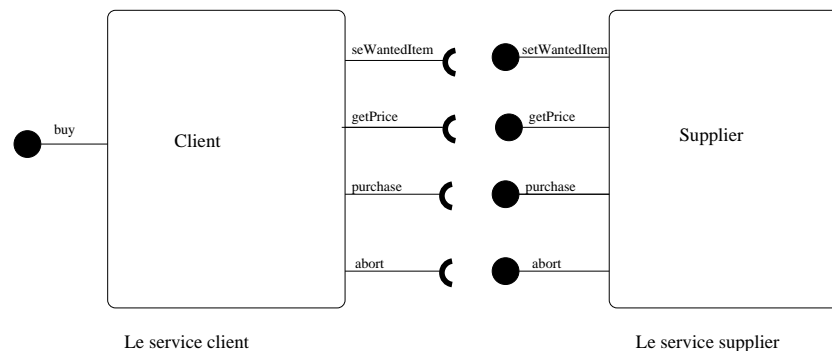 seWantedItem
setWantedItem
buy
getPrice
getPrice
Client
Supplier
purchase
purchase
abort
abort
Le service client
Le service supplier